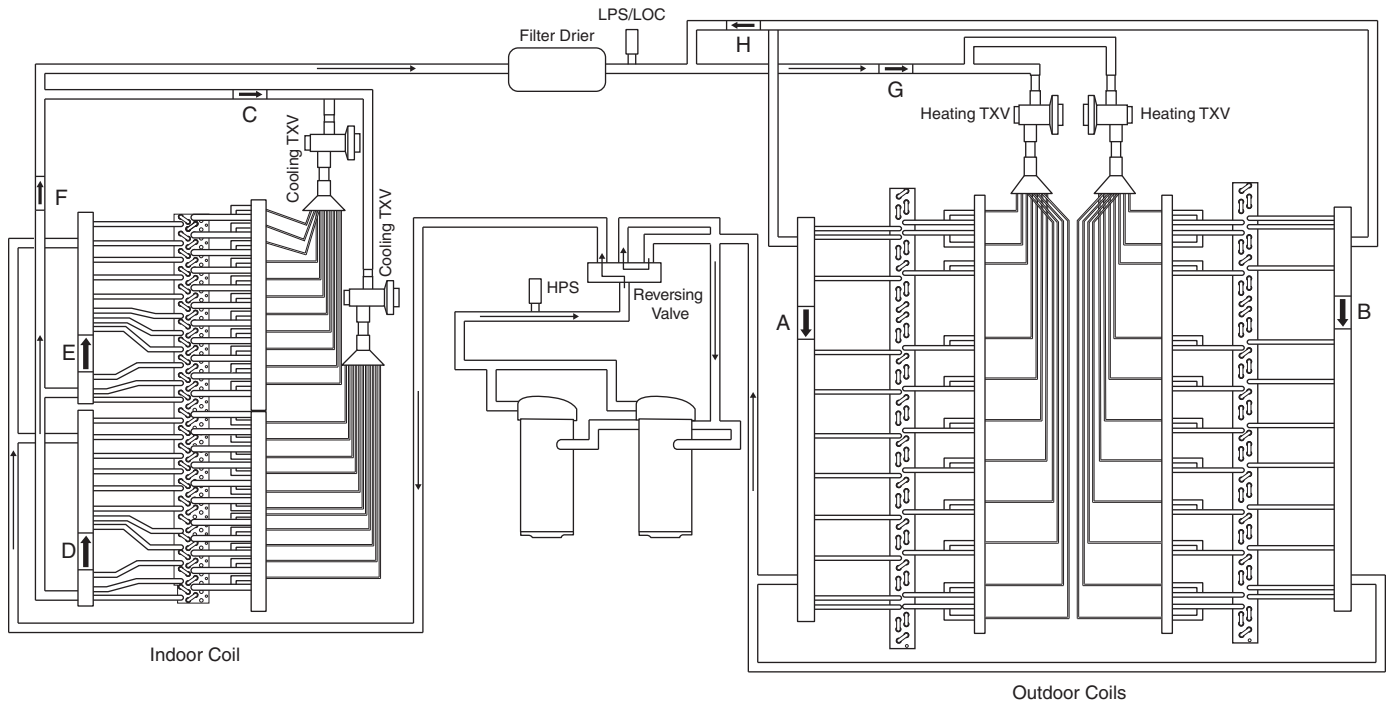 LPS/LOC
Filter Drier
H
G
C
Heating TXV
Heating TXV
Cooling TXV
Cooling TXV
F
HPS
Reversing
Valve
A
B
E
D
Indoor Coil
Outdoor Coils